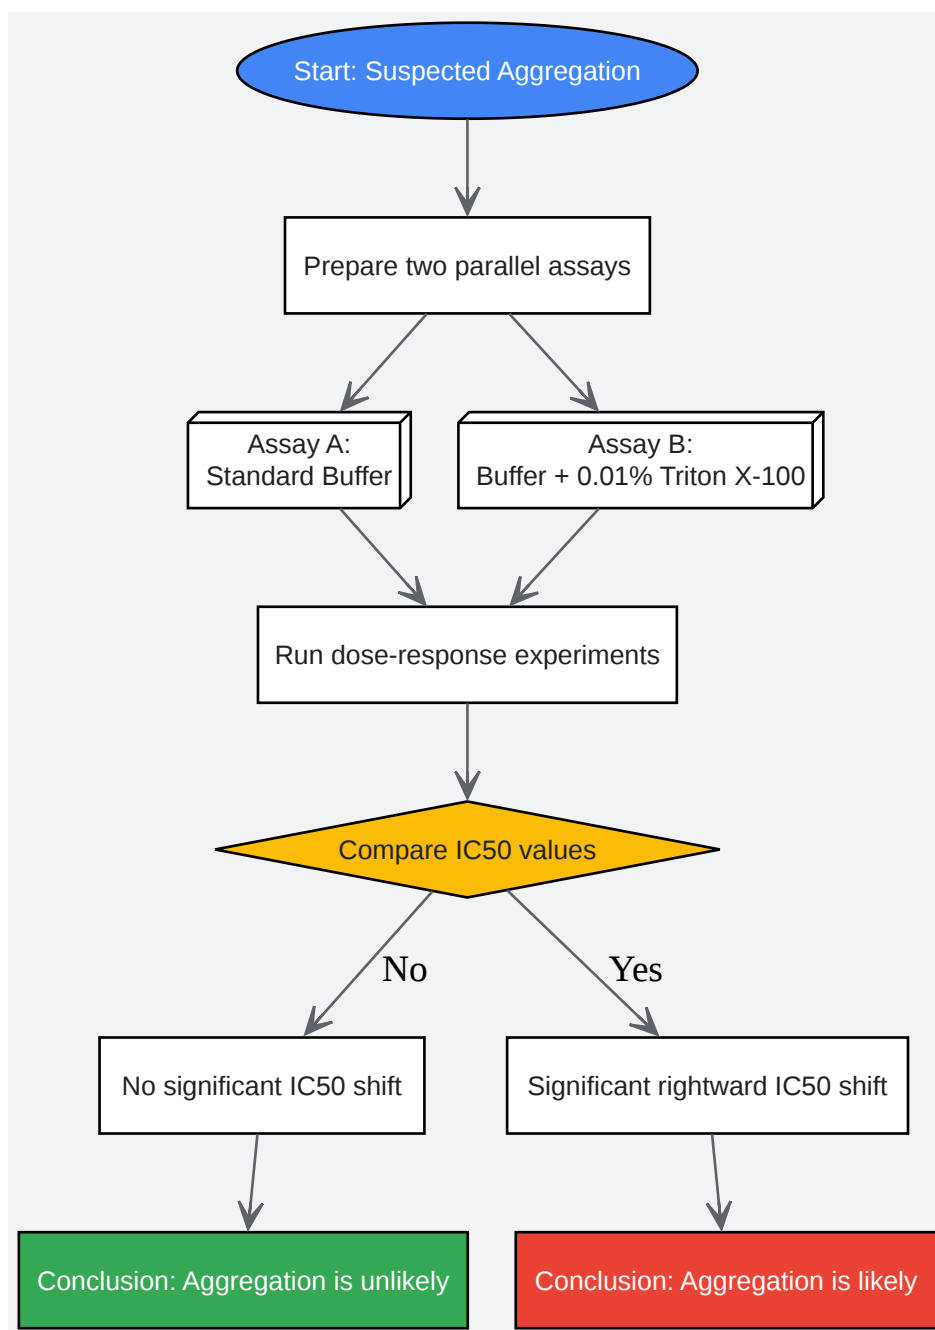 Start: Suspected Aggregation
Prepare two parallel assays
Assay A:
Standard Buffer
Assay B:
Buffer + 0.01% Triton X-100
Run dose-response experiments
Compare IC50 values
No
Yes
No significant IC50 shift
Significant rightward IC50 shift
Conclusion: Aggregation is unlikely
Conclusion: Aggregation is likely